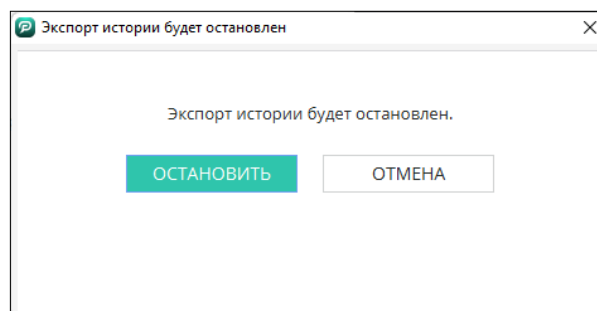 Экспорт истории будет остановлен
Экспорт истории будет остановлен.
ОСТАНОВИТЬ
ОТМЕНА